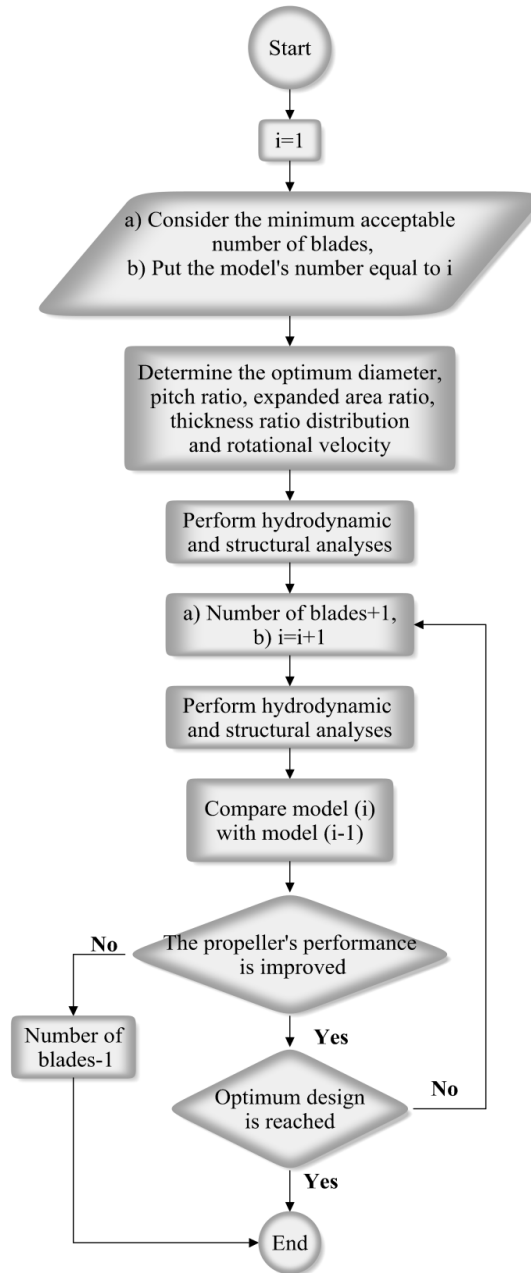 Start
i=1
a) Consider the minimum acceptable
number of blades,
b) Put the model's number equal to i
Determine the optimum diameter,
pitch ratio, expanded area ratio,
thickness ratio distribution
and rotational velocity
Perform hydrodynamic
and structural analyses
a) Number of blades+1,
b) i=i+1
Perform hydrodynamic
and structural analyses
Compare model (i)
with model (i-1)
The propeller's performance
is improved
No
Number of
blades-1
Yes
Optimum design
is reached
No
Yes
End